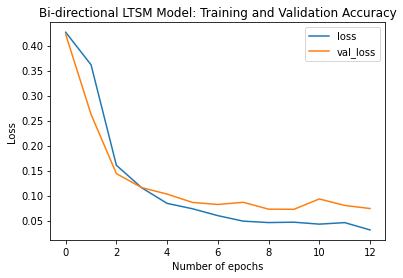 Bi-directional LTSM Model: Training and Validation Accuracy
loss
val_loss
Loss
0.40
0.35
0.30
0.25
0.20
0.15
0.10
0.05
0 2 4 6 8 10 12
Number of epochs